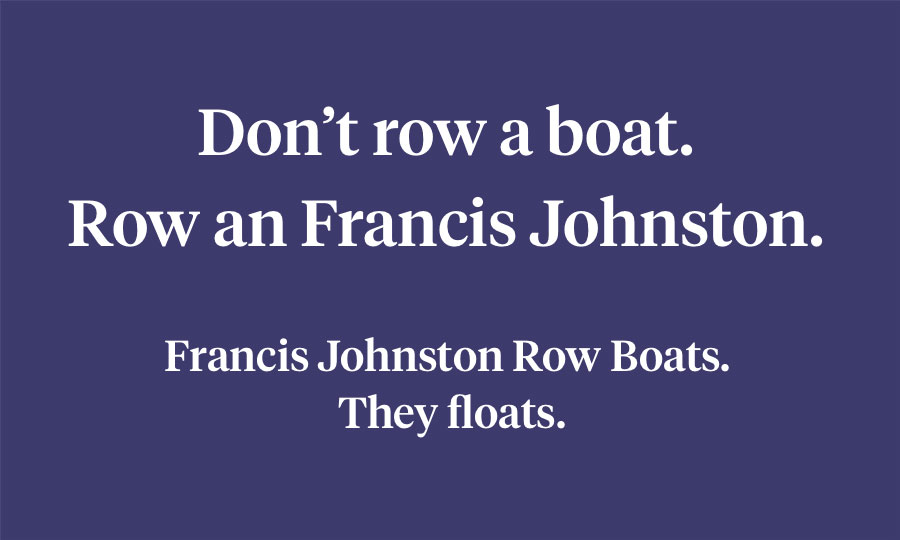 Don’t row a boat.
Row an Francis Johnston.
Francis Johnston Row Boats.
They floats.